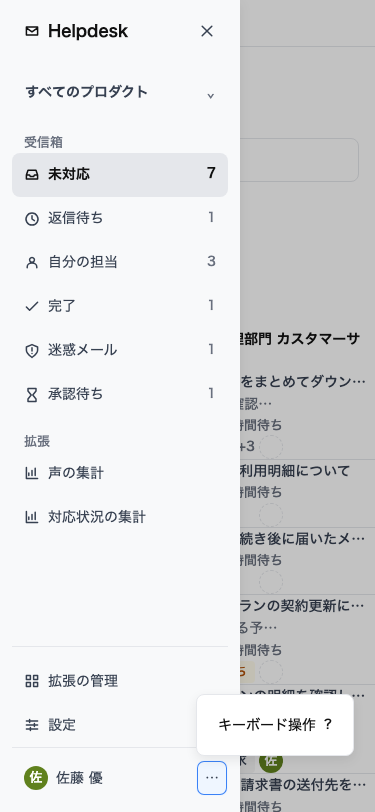 Helpdesk
すべてのプロダクト
受信箱
未対応 7
返信待ち 1
自分の担当 3
完了 1
迷惑メール 1
承認待ち 1
拡張
声の集計
対応状況の集計
拡張の管理
設定
佐 佐藤 優
…
キーボード操作 ?
部門 カスタマーサ
をまとめてダウン…
確認…
時間待ち
+3
利用明細について
時間待ち
続き後に届いたメ…
時間待ち
ランの契約更新に…
る予…
時間待ち
5
佐
請求書の送付先を…
時間待ち